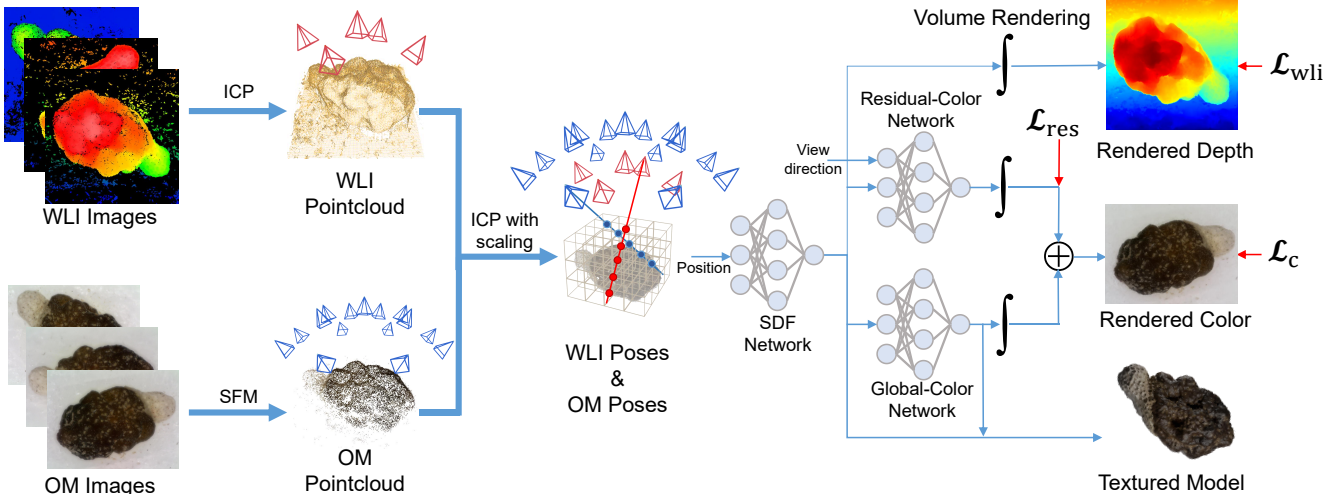 WLI Images
ICP
WLI
Pointcloud
OM Images
SFM
OM
Pointcloud
ICP with
scaling
WLI Poses
&
OM Poses
Position
SDF
Network
View
direction
Residual-Color
Network
Global-Color
Network
Volume Rendering
∫
∫
∫
ℒres
ℒwli
Rendered Depth
ℒc
Rendered Color
Textured Model